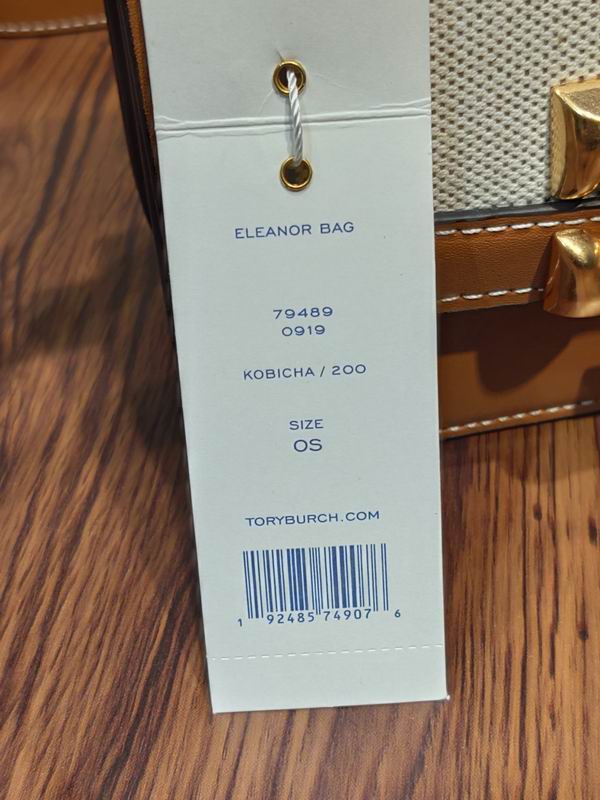 ELEANOR BAG
79489
0919
KOBICHA / 200
SIZE
OS
TORYBURCH.COM
1 92485 74907 6